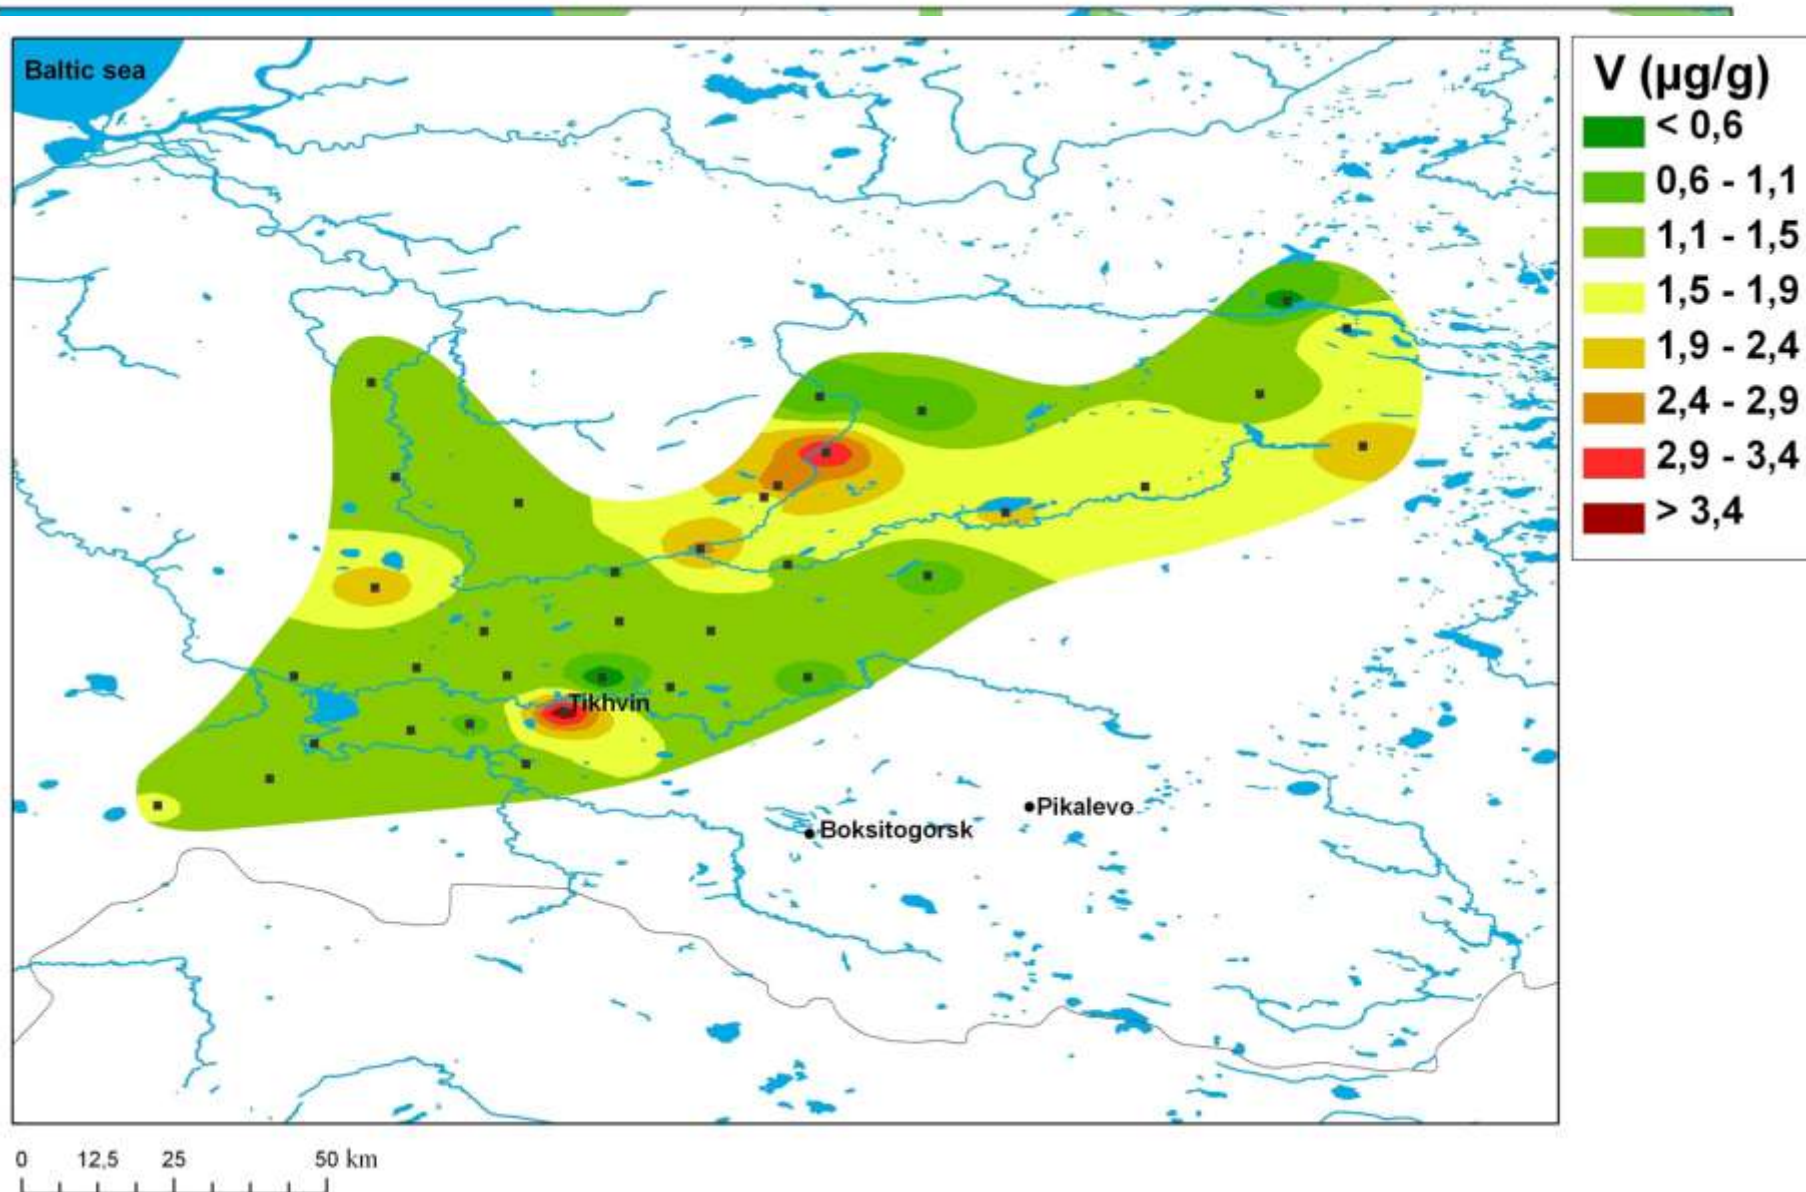 Baltic sea
V (µg/g)
< 0,6
0,6 - 1,1
1,1 - 1,5
1,5 - 1,9
1,9 - 2,4
2,4 - 2,9
2,9 - 3,4
> 3,4
Tikhvin
Pikalevo
Boksitogorsk
0 12,5 25 50 km